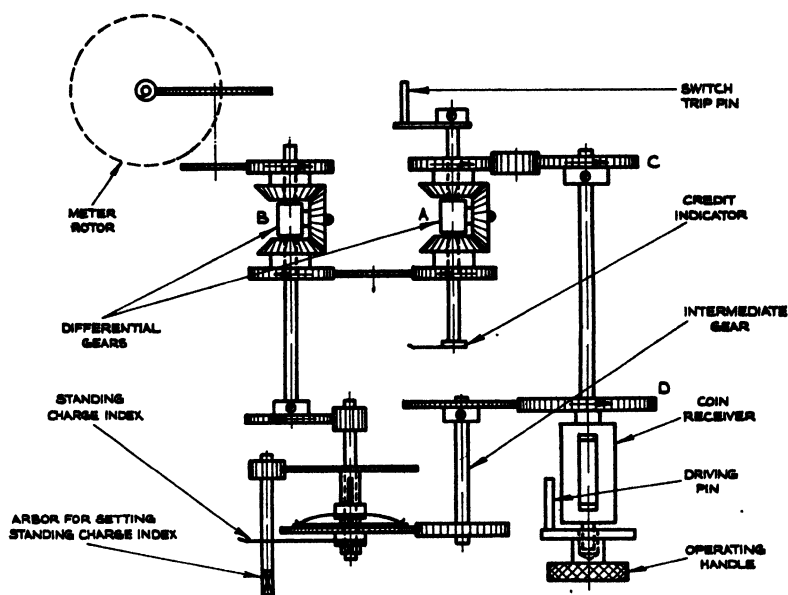 SWITCH
TRIP PIN
C
METER
ROTOR
B
A
CREDIT
INDICATOR
DIFFERENTIAL
GEARS
INTERMEDIATE
GEAR
STANDING
CHARGE INDEX
D
COIN
RECEIVER
DRIVING
PIN
ARBOR FOR SETTING
STANDING CHARGE INDEX
OPERATING
HANDLE